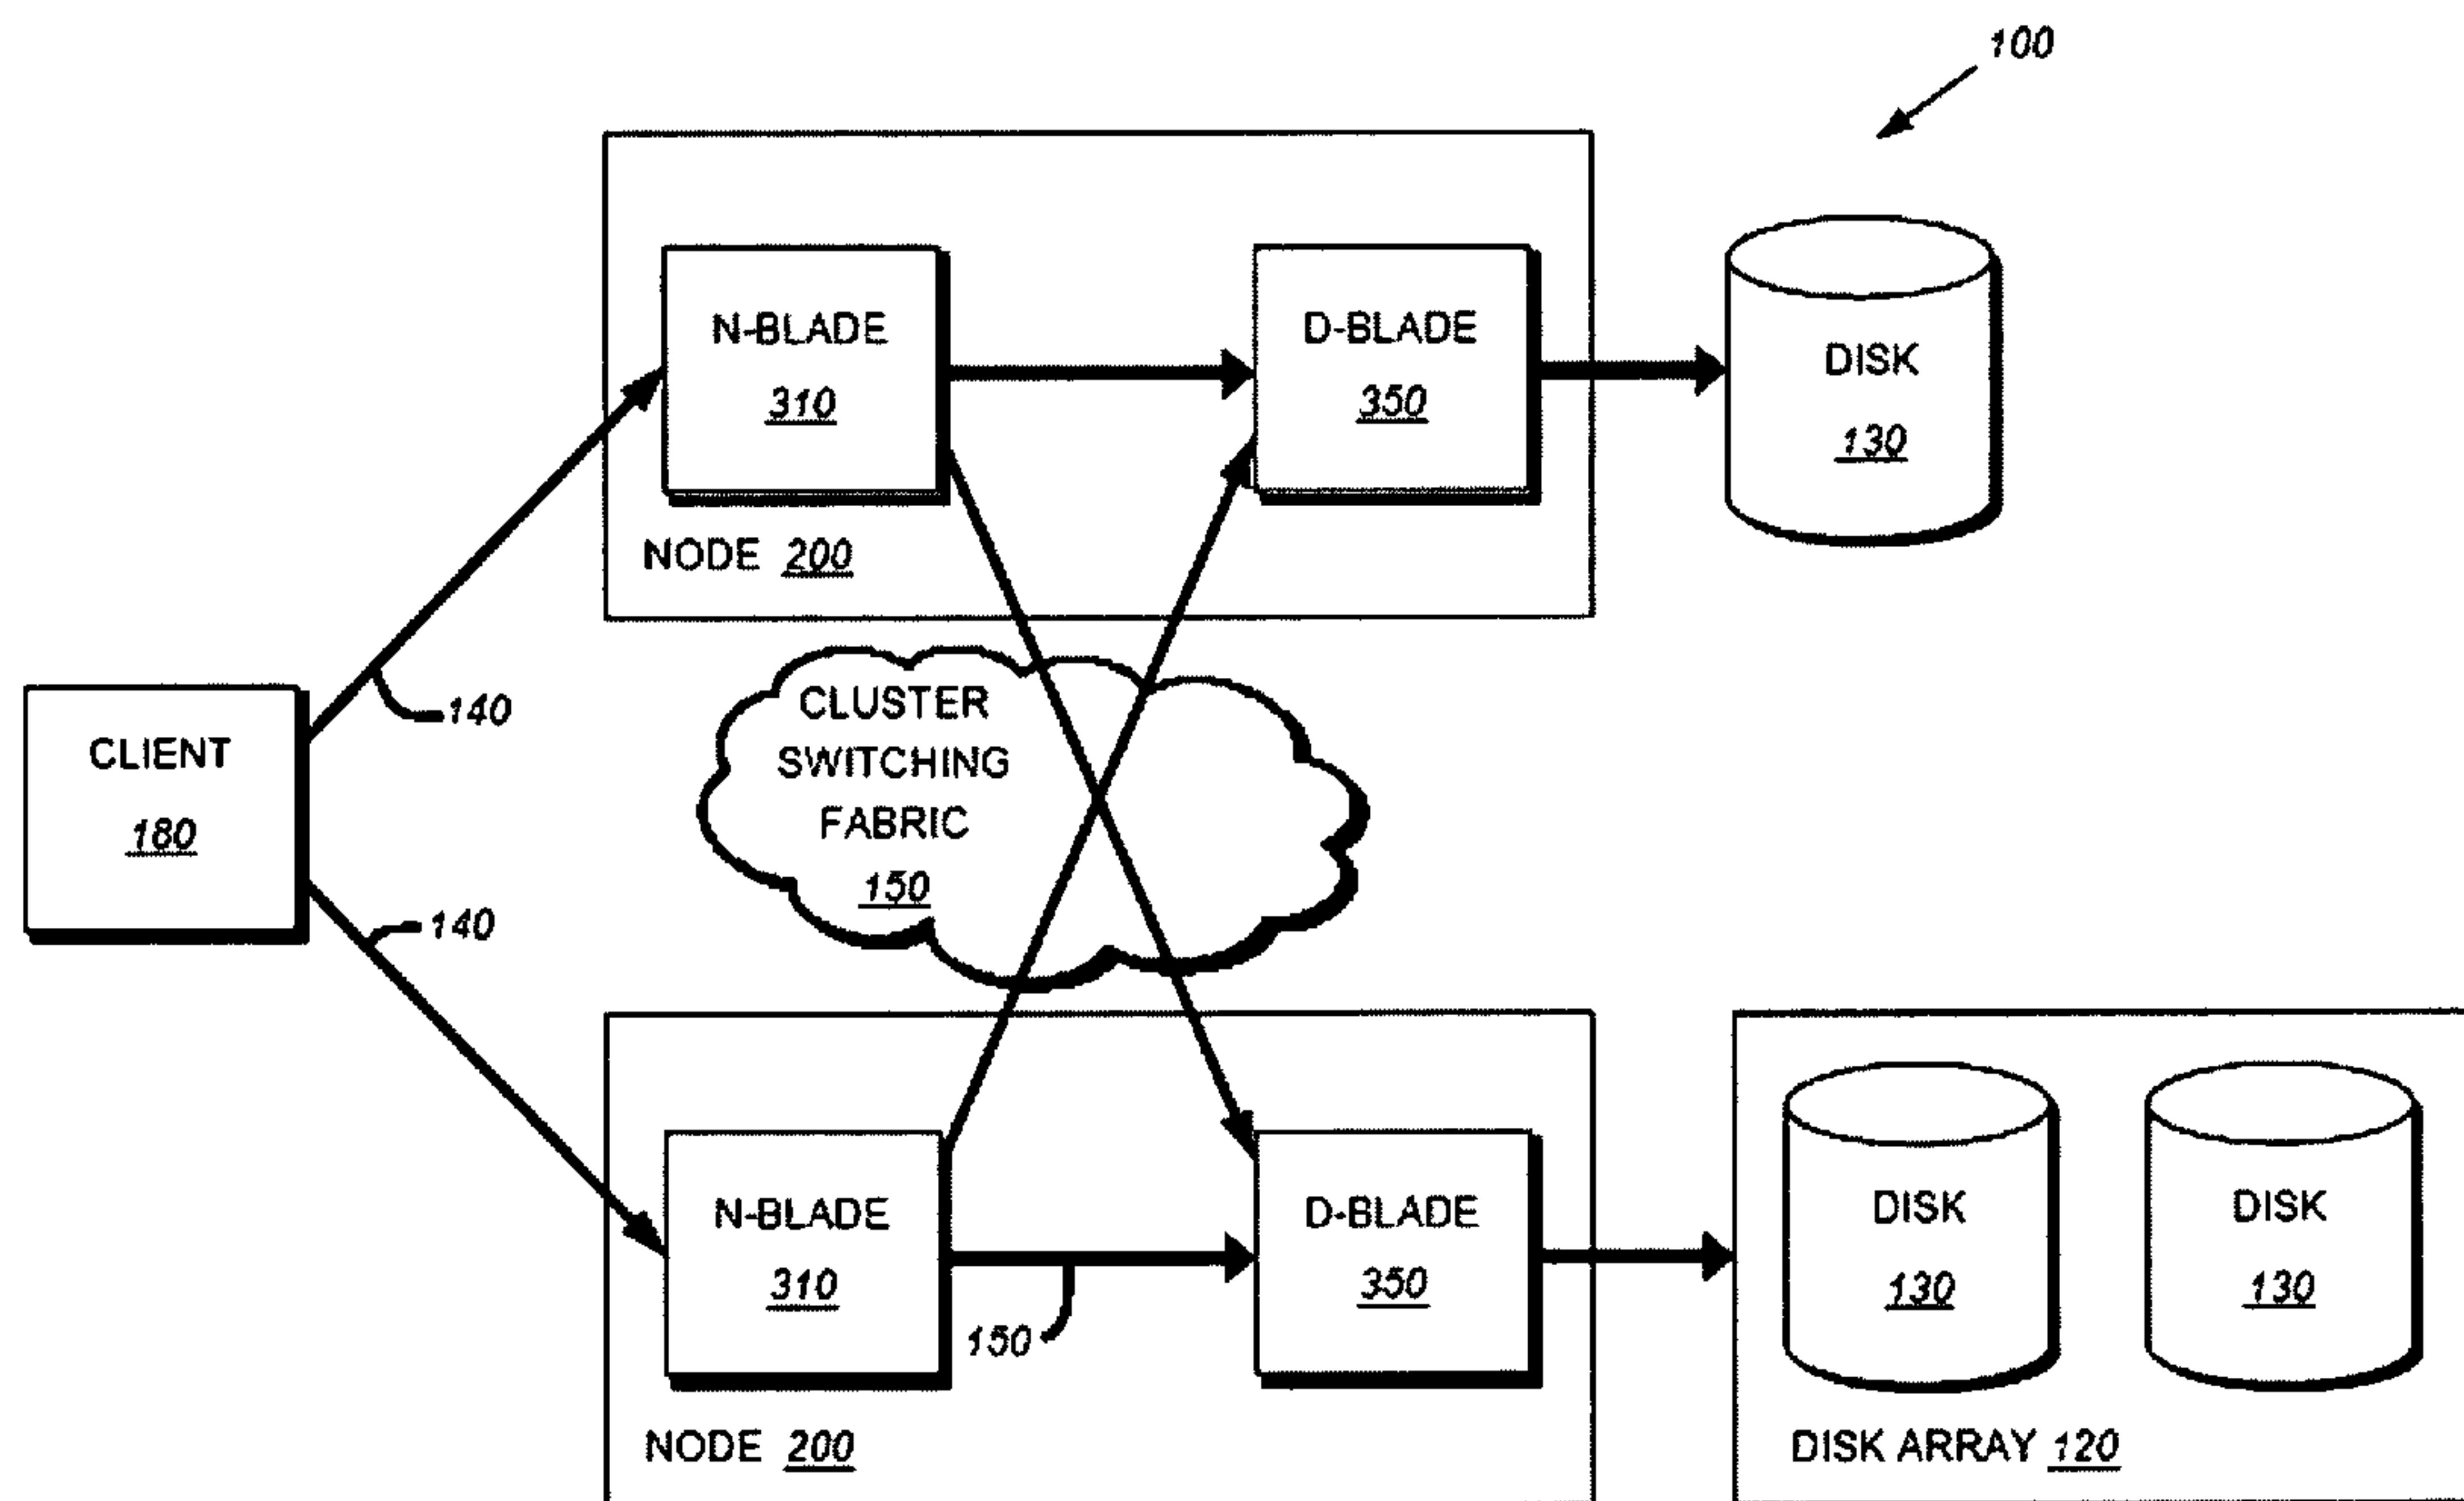 100
N-BLADE
310
D-BLADE
350
DISK
130
NODE 200
140
CLIENT
180
CLUSTER
SWITCHING
FABRIC
150
140
N-BLADE
310
D-BLADE
350
150
NODE 200
DISK
130
DISK
130
DISK ARRAY 120